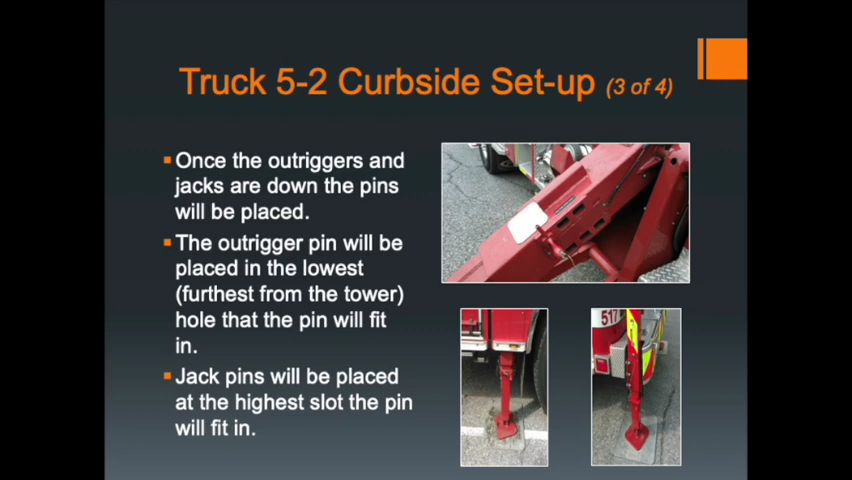 Truck 5-2 Curbside Set-up (3 of 4)
Once the outriggers and
jacks are down the pins
will be placed.
The outrigger pin will be
placed in the lowest
(furthest from the tower)
hole that the pin will fit
in.
Jack pins will be placed
at the highest slot the pin
will fit in.
517